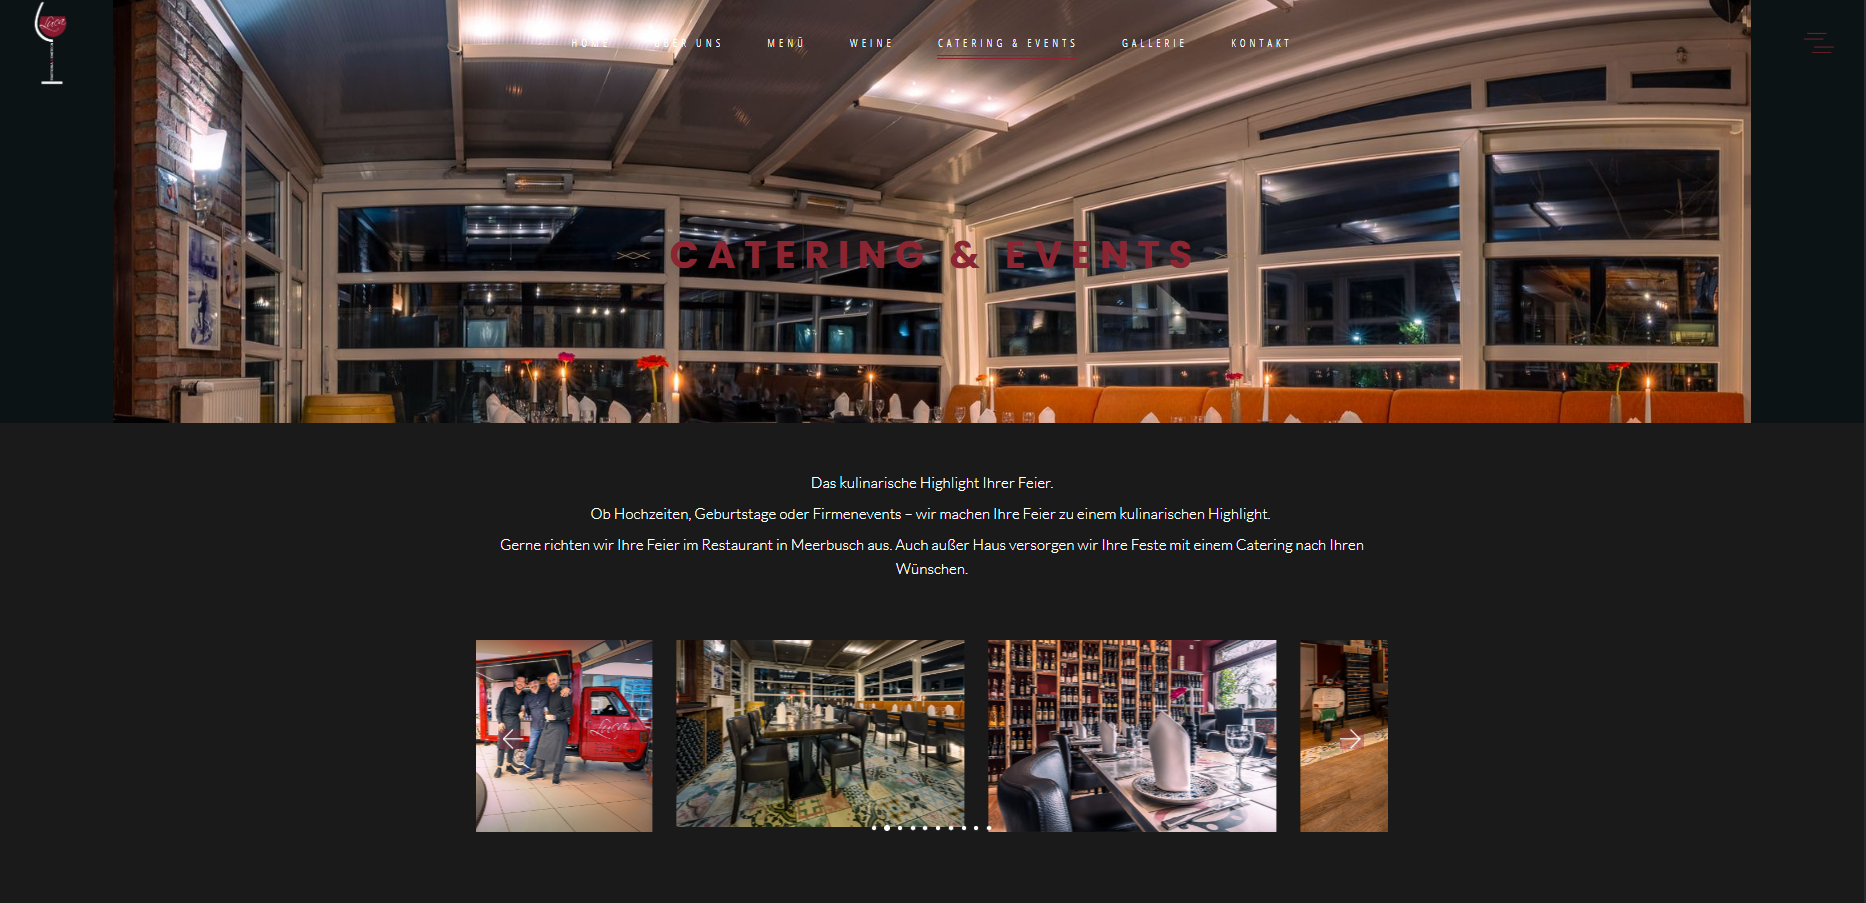 Luca
HOME ÜBER UNS MENÜ WEINE CATERING & EVENTS GALLERIE KONTAKT
CATERING & EVENTS
Das kulinarische Highlight Ihrer Feier.
Ob Hochzeiten, Geburtstage oder Firmenevents – wir machen Ihre Feier zu einem kulinarischen Highlight.
Gerne richten wir Ihre Feier im Restaurant in Meerbusch aus. Auch außer Haus versorgen wir Ihre Feste mit einem Catering nach Ihren
Wünschen.
Luca